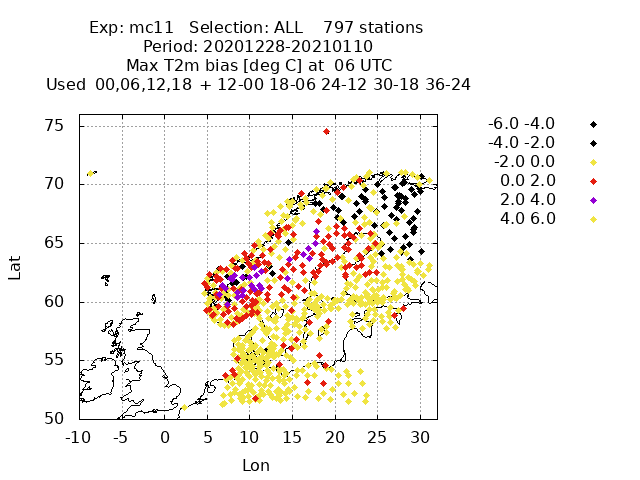 Exp: mc11   Selection: ALL    797 stations
Period: 20201228-20210110
Max T2m bias [deg C] at  06 UTC
Used  00,06,12,18  + 12-00 18-06 24-12 30-18 36-24
-6.0 -4.0
-4.0 -2.0
-2.0 0.0
0.0 2.0
2.0 4.0
4.0 6.0
75
70
65
60
55
50
Lat
-10 -5 0 5 10 15 20 25 30
Lon